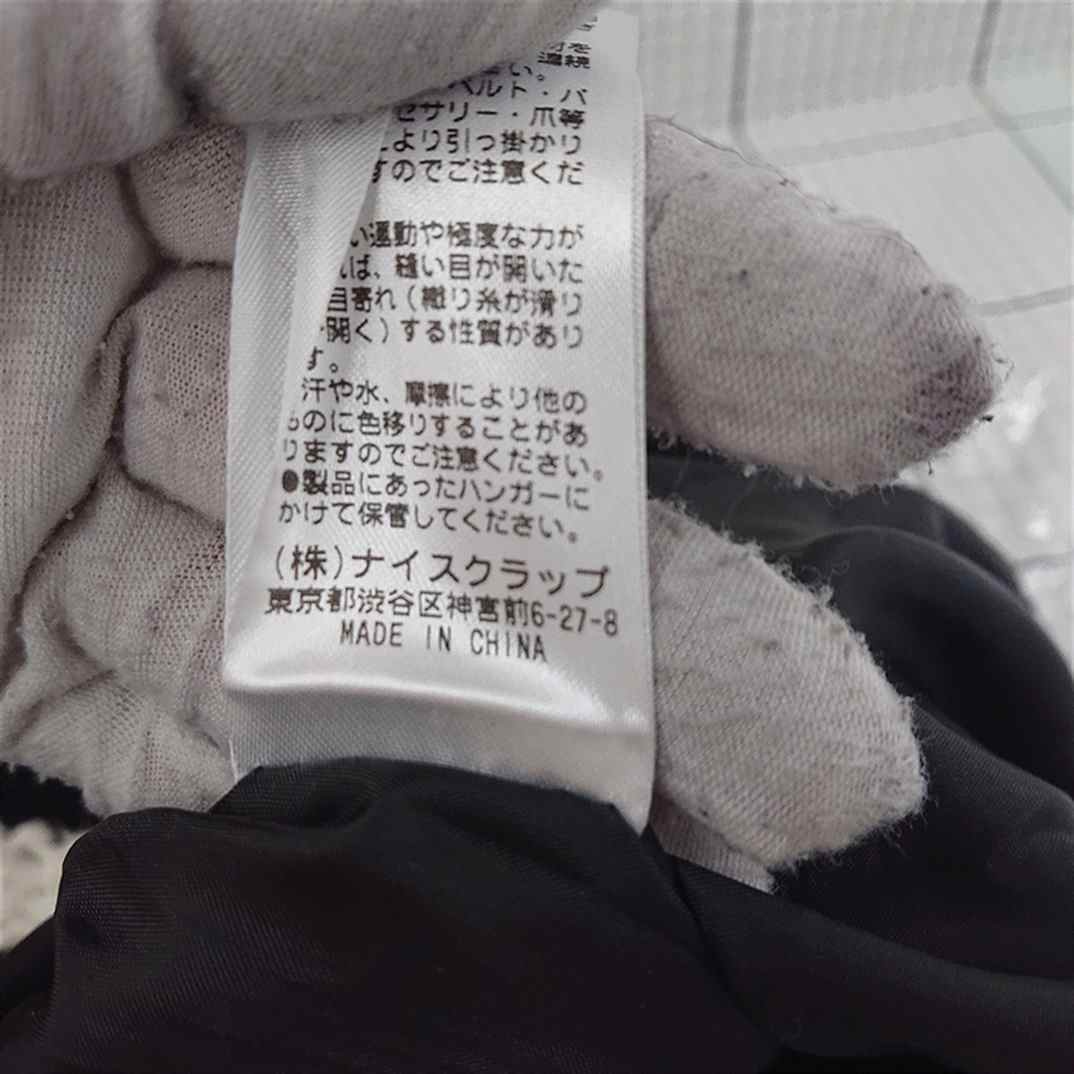 材を
濃続
い。
ベルト・バ
セサリー・爪等
より引っ掛かり
すのでご注意くだ
い運動や極度な力が
ば、縫い目が開いた
目寄れ(織り糸が滑り
開く)する性質があり
す。
汗や水、摩擦により他の
ものに色移りすることがあ
りますのでご注意ください。
●製品にあったハンガーに
かけて保管してください。
(株)ナイスクラップ
東京都渋谷区神宮前6-27-8
MADE IN CHINA